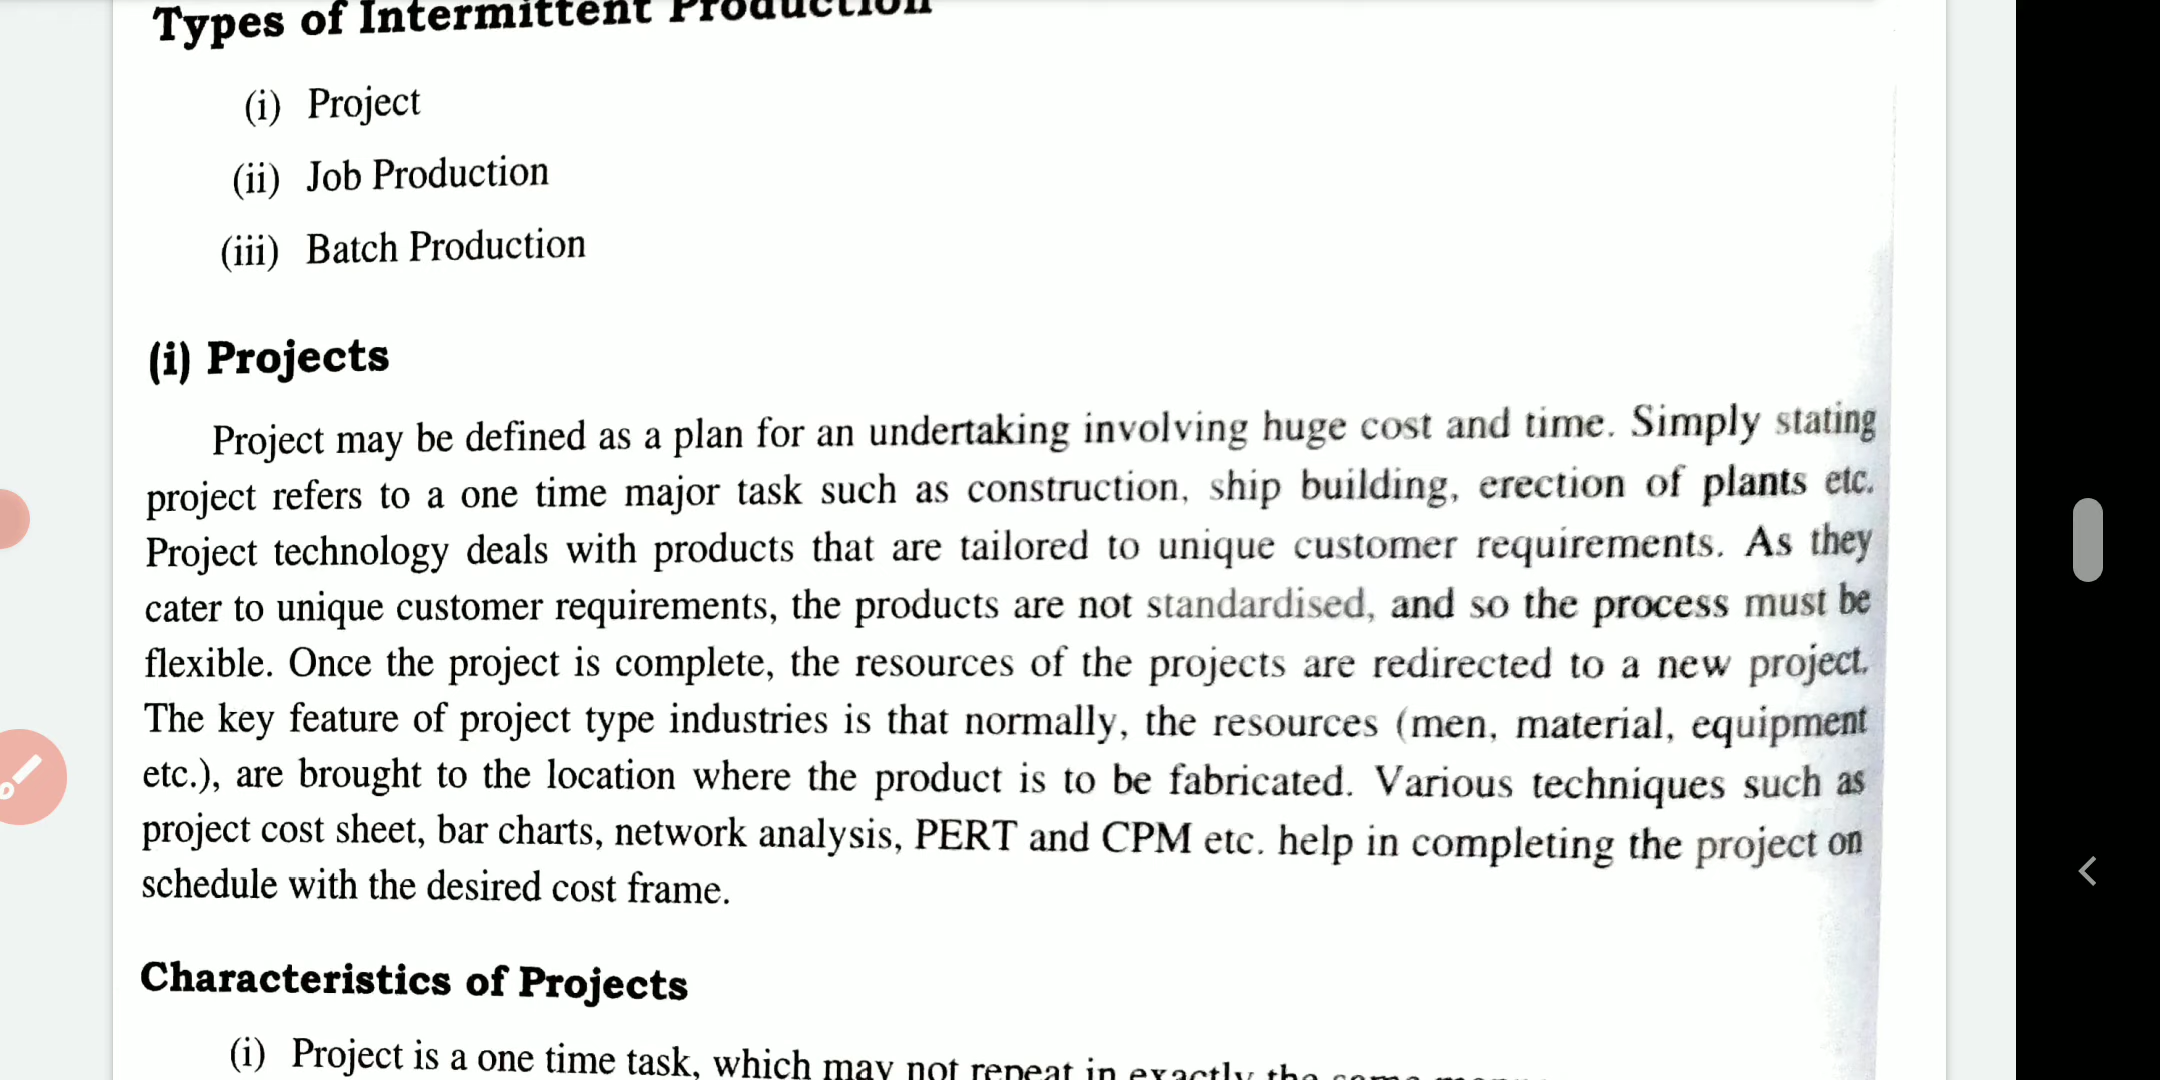 Types of Intermittent Production
(i) Project
(ii) Job Production
(iii) Batch Production
(i) Projects
Project may be defined as a plan for an undertaking involving huge cost and time. Simply stating
project refers to a one time major task such as construction, ship building, erection of plants etc.
Project technology deals with products that are tailored to unique customer requirements. As they
cater to unique customer requirements, the products are not standardised, and so the process must be
flexible. Once the project is complete, the resources of the projects are redirected to a new project.
The key feature of project type industries is that normally, the resources (men, material, equipment
etc.), are brought to the location where the product is to be fabricated. Various techniques such as
project cost sheet, bar charts, network analysis, PERT and CPM etc. help in completing the project on
schedule with the desired cost frame.
Characteristics of Projects
(i) Project is a one time task, which may not repeat in exactly the same